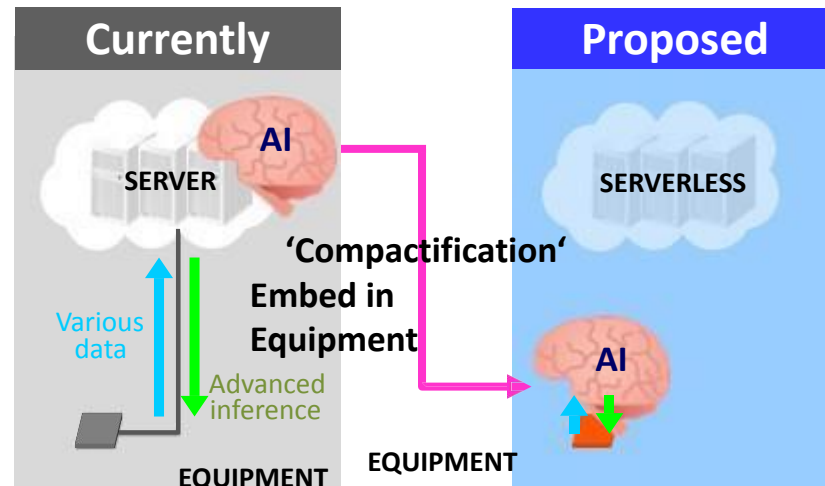 Currently
Proposed
AI
SERVER
SERVERLESS
‘Compactification‘
Embed in
Equipment
Various
data
Advanced
inference
AI
EQUIPMENT
EQUIPMENT